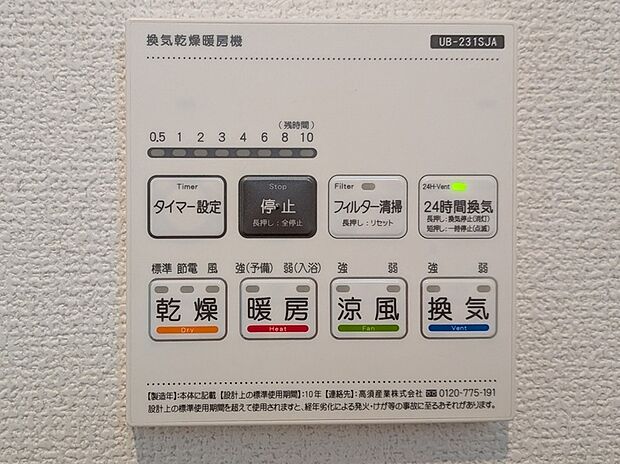 換気乾燥暖房機 UB-231SJA
(残時間)
0.5 1 2 3 4 6 8 10
Timer
タイマー設定
Stop
停止
長押し:全停止
Filter
フィルター清掃
長押し:リセット
24H-Vent
24時間換気
長押し:換気停止(消灯)
短押し:一時停止(点滅)
標準 節電 風
乾燥
Dry
強(予備) 弱(入浴)
暖房
Heat
強 弱
涼風
Fan
強 弱
換気
Vent
【製造年】:本体に記載【設計上の標準使用期間】:10年【連絡先】:高須産業株式会社 0120-775-191
設計上の標準使用期間を超えて使用されますと、経年劣化による発火・けが等の事故に至るおそれがあります。